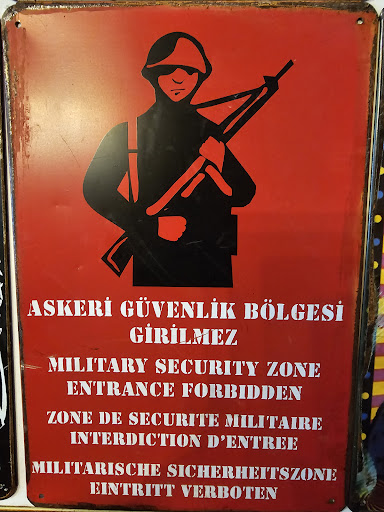 ASKERİ GÜVENLİK BÖLGESİ
GİRİLMEZ
MILITARY SECURITY ZONE
ENTRANCE FORBIDDEN
ZONE DE SECURITE MILITAIRE
INTERDICTION D'ENTREE
MILITARISCHE SICHERHEITSZONE
EINTRITT VERBOTEN